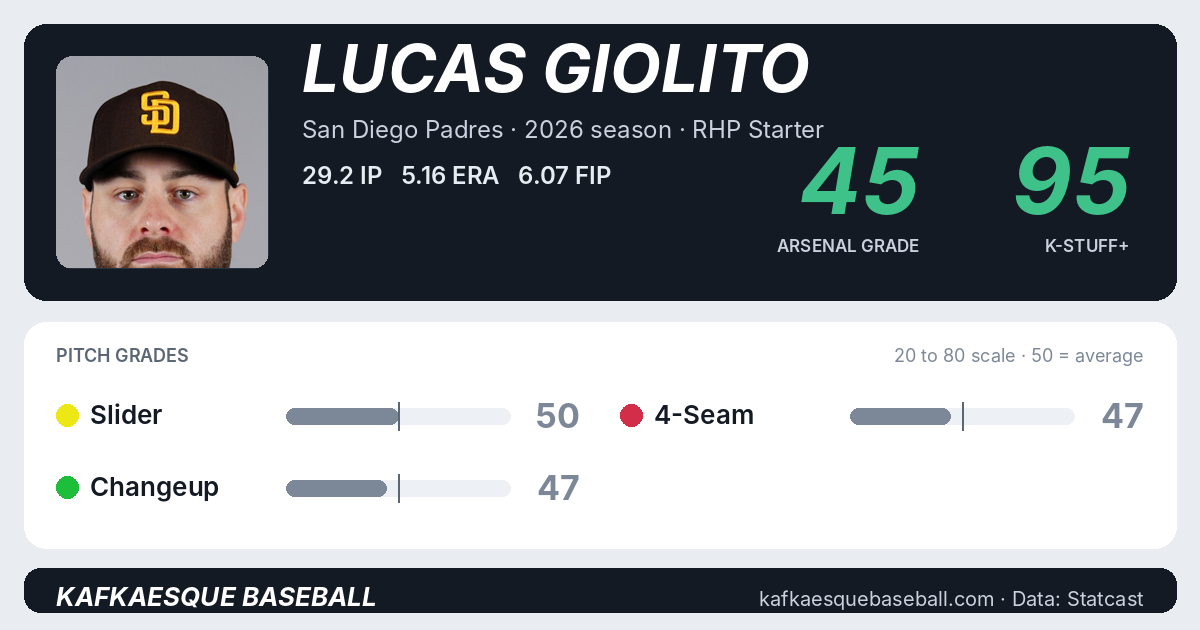 LUCAS GIOLITO
San Diego Padres · 2026 season · RHP Starter
29.2 IP 5.16 ERA 6.07 FIP
45 95
ARSENAL GRADE K-STUFF+
SD
PITCH GRADES 20 to 80 scale · 50 = average
Slider 50 4-Seam 47
Changeup 47
KAFKAESQUE BASEBALL kafkaesquebaseball.com · Data: Statcast